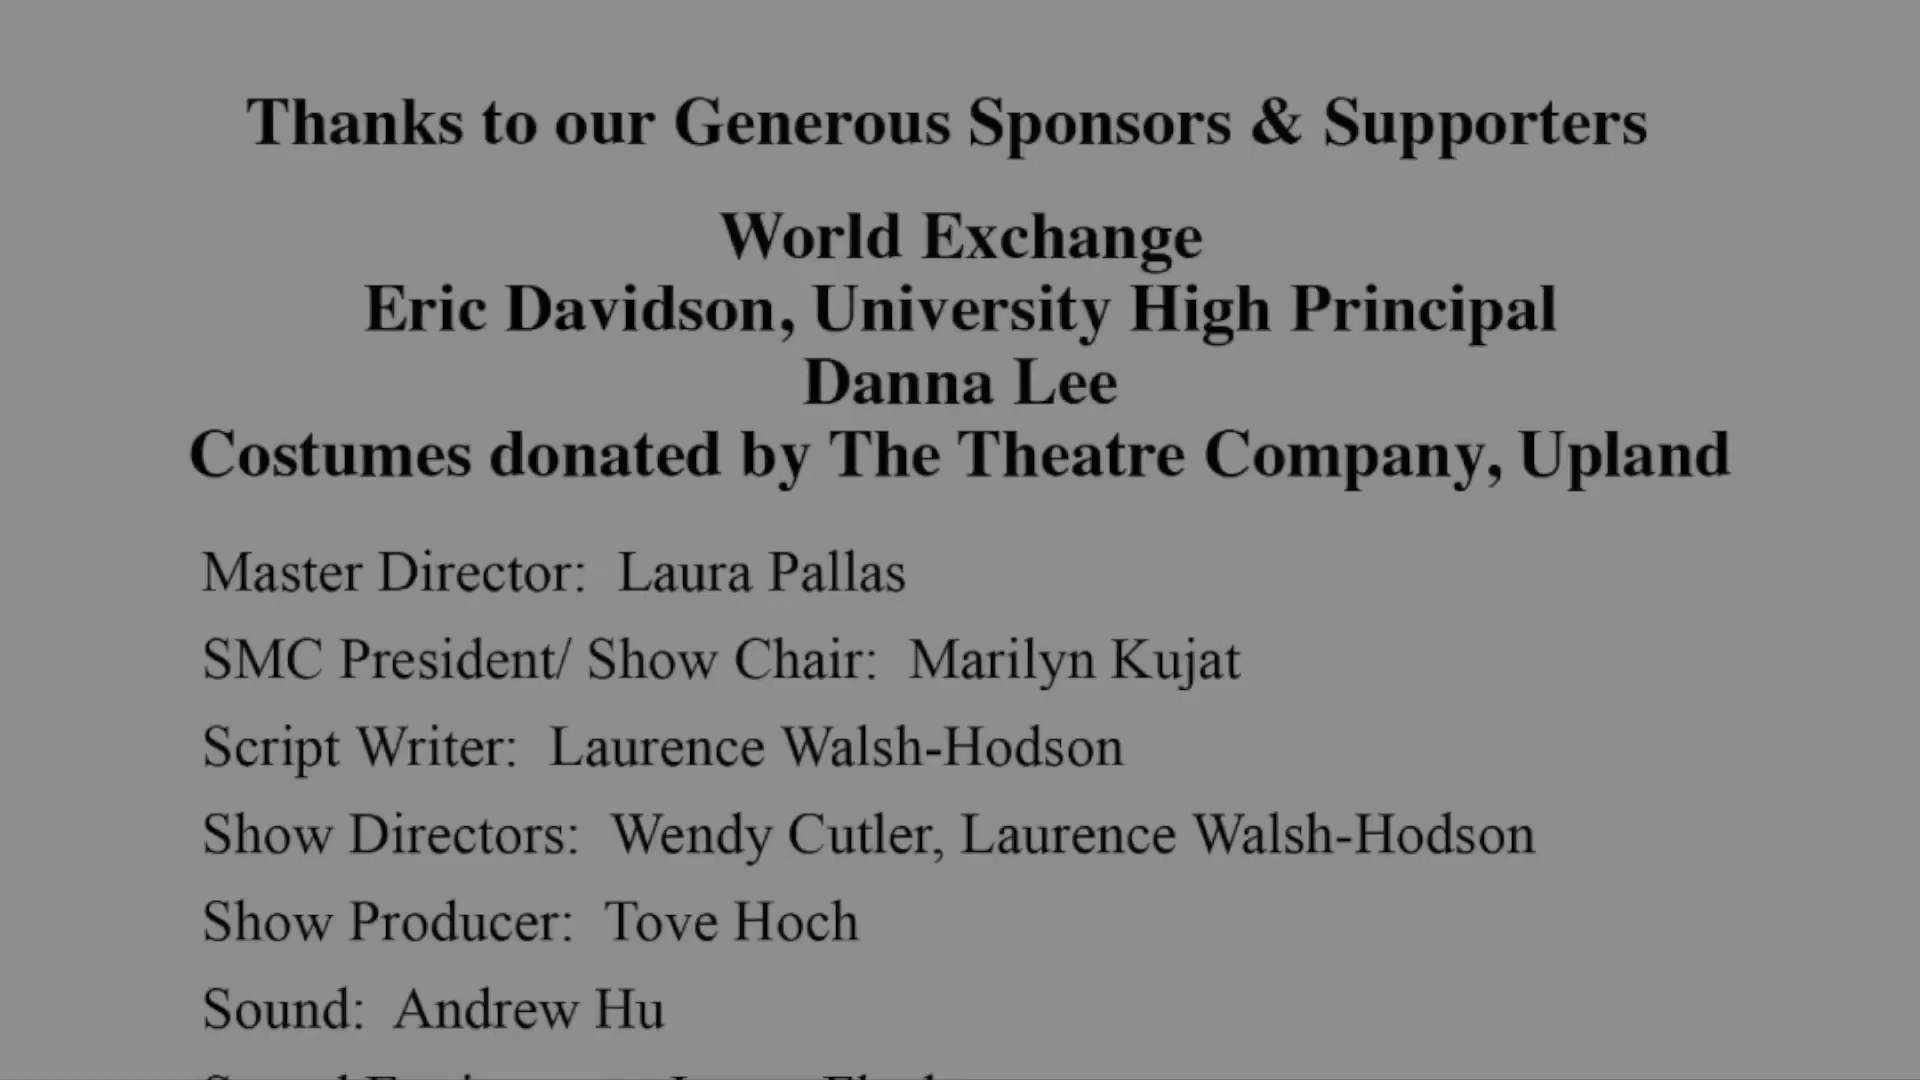 Thanks to our Generous Sponsors & Supporters
World Exchange
Eric Davidson, University High Principal
Danna Lee
Costumes donated by The Theatre Company, Upland
Master Director: Laura Pallas
SMC President/ Show Chair: Marilyn Kujat
Script Writer: Laurence Walsh-Hodson
Show Directors: Wendy Cutler, Laurence Walsh-Hodson
Show Producer: Tove Hoch
Sound: Andrew Hu